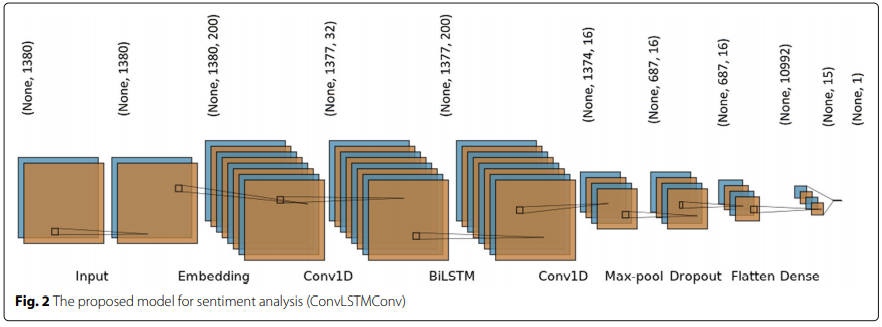 (None, 1380)
(None, 1380)
(None, 1380, 200)
(None, 1377, 32)
(None, 1377, 200)
(None, 1374, 16)
(None, 687, 16)
(None, 687, 16)
(None, 10992)
(None, 15)
(None, 1)
Input Embedding Conv1D BiLSTM Conv1D Max-pool Dropout Flatten Dense
Fig. 2 The proposed model for sentiment analysis (ConvLSTMConv)